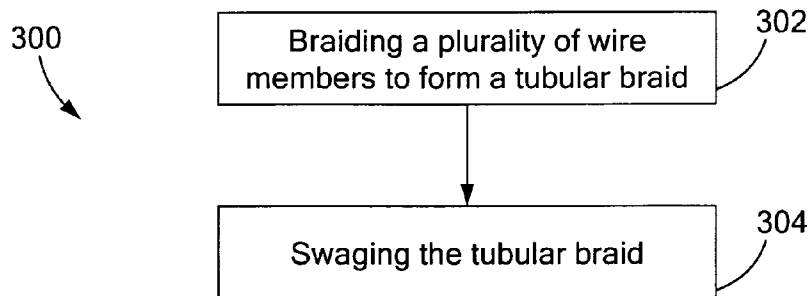 300
Braiding a plurality of wire
members to form a tubular braid
302
Swaging the tubular braid
304